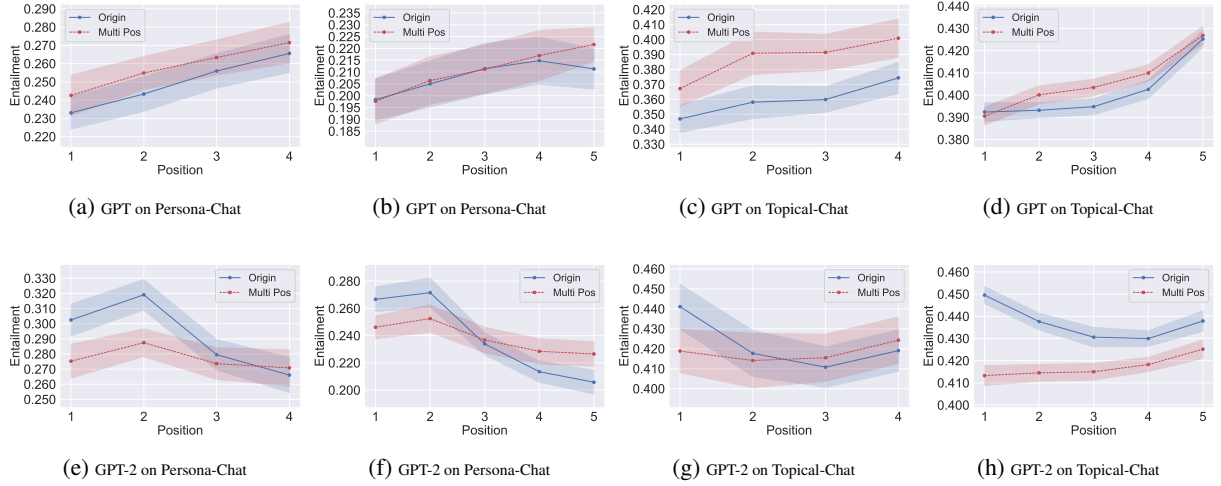 0.290
0.280
0.270
0.260
0.250
0.240
0.230
0.220
Entailment
Origin
Multi Pos
1 2 3 4
Position
(a) GPT on Persona-Chat
0.235
0.230
0.225
0.220
0.215
0.210
0.205
0.200
0.195
0.190
0.185
Entailment
Origin
Multi Pos
1 2 3 4 5
Position
(b) GPT on Persona-Chat
0.420
0.410
0.400
0.390
0.380
0.370
0.360
0.350
0.340
0.330
Entailment
Origin
Multi Pos
1 2 3 4
Position
(c) GPT on Topical-Chat
0.440
0.430
0.420
0.410
0.400
0.390
0.380
Entailment
Origin
Multi Pos
1 2 3 4 5
Position
(d) GPT on Topical-Chat
0.330
0.320
0.310
0.300
0.290
0.280
0.270
0.260
0.250
Entailment
Origin
Multi Pos
1 2 3 4
Position
(e) GPT-2 on Persona-Chat
0.280
0.260
0.240
0.220
0.200
Entailment
Origin
Multi Pos
1 2 3 4 5
Position
(f) GPT-2 on Persona-Chat
0.460
0.450
0.440
0.430
0.420
0.410
0.400
Entailment
Origin
Multi Pos
1 2 3 4
Position
(g) GPT-2 on Topical-Chat
0.460
0.450
0.440
0.430
0.420
0.410
0.400
Entailment
Origin
Multi Pos
1 2 3 4 5
Position
(h) GPT-2 on Topical-Chat